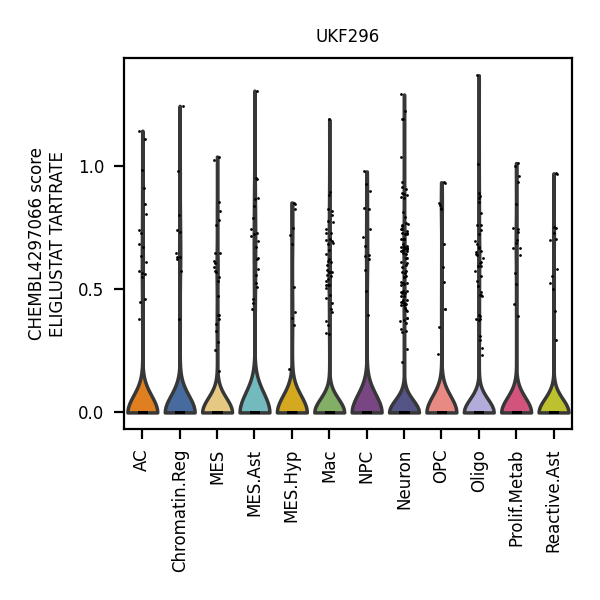 UKF296
CHEMBL4297066 score
ELIGLUSTAT TARTRATE
1.0
0.5
0.0
AC
Chromatin.Reg
MES
MES.Ast
MES.Hyp
Mac
NPC
Neuron
OPC
Oligo
Prolif.Metab
Reactive.Ast